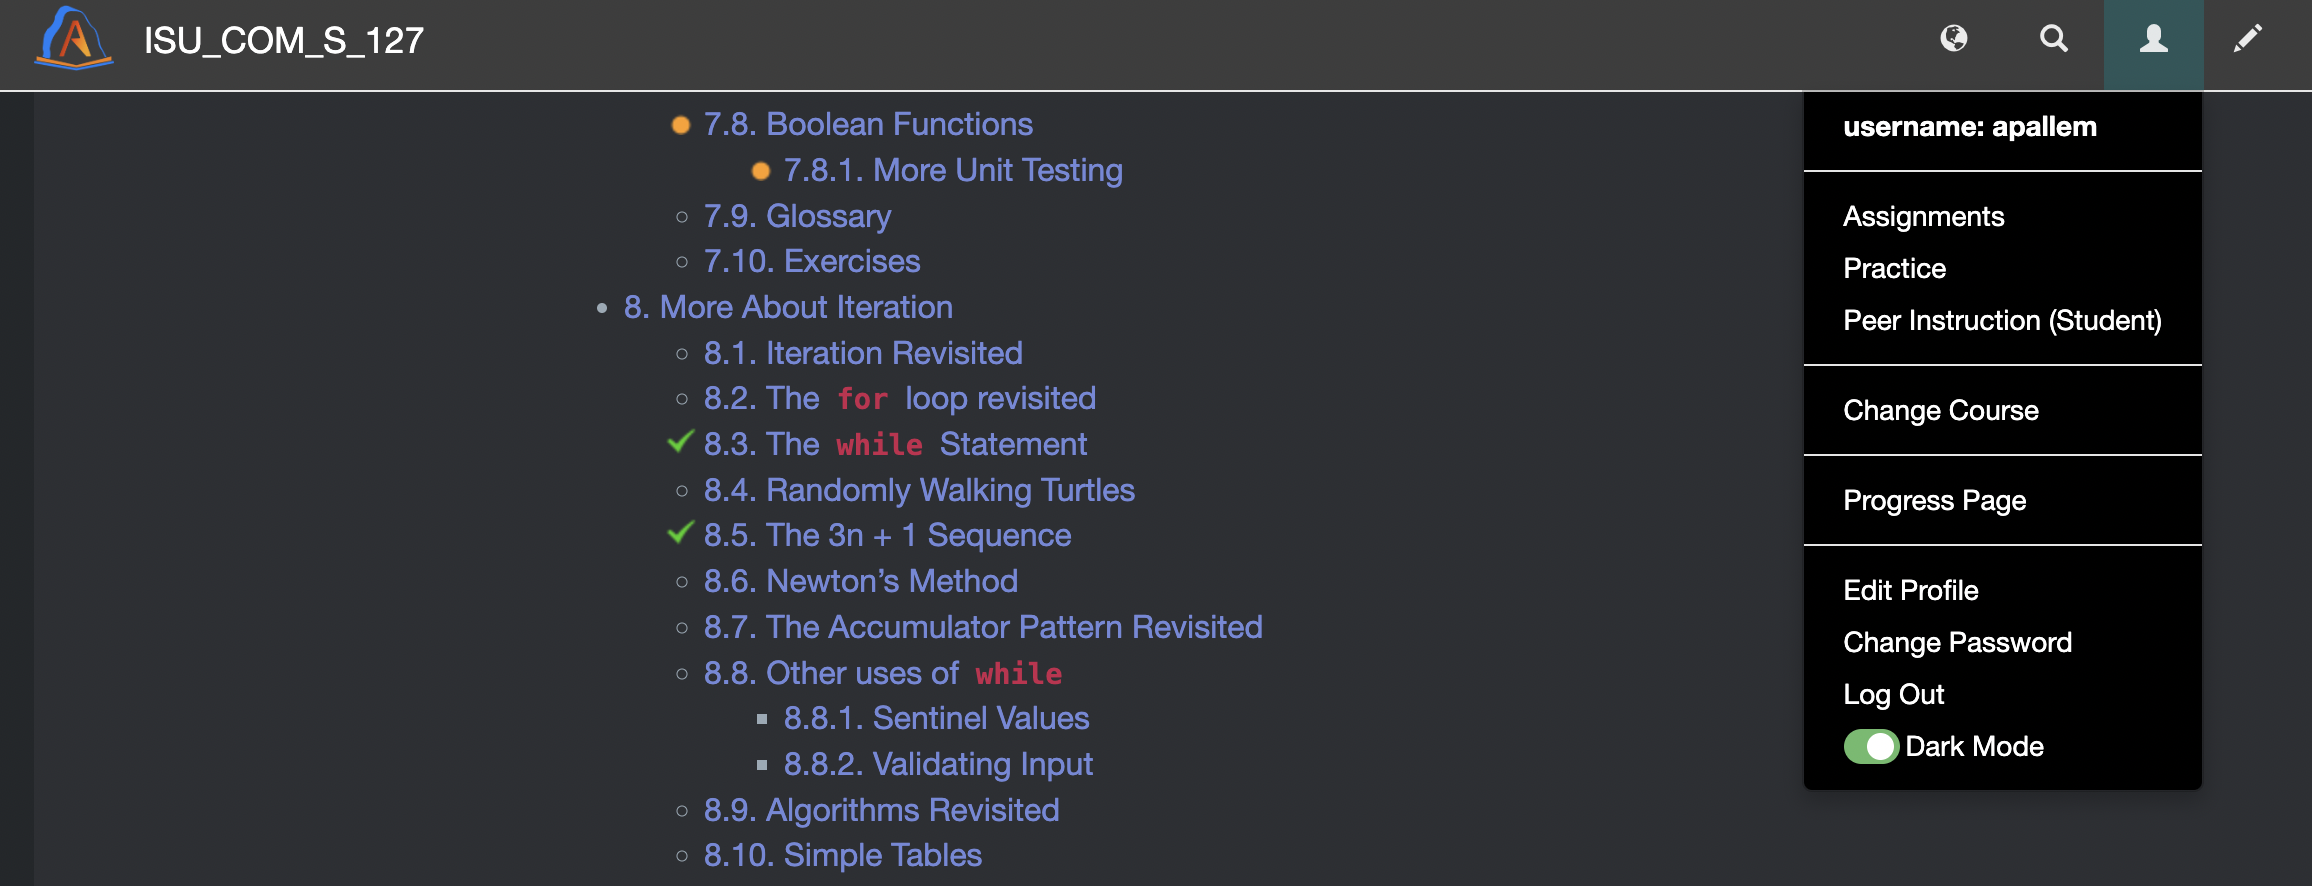 ISU_COM_S_127
7.8. Boolean Functions
7.8.1. More Unit Testing
7.9. Glossary
7.10. Exercises
8. More About Iteration
8.1. Iteration Revisited
8.2. The for loop revisited
8.3. The while Statement
8.4. Randomly Walking Turtles
8.5. The 3n + 1 Sequence
8.6. Newton’s Method
8.7. The Accumulator Pattern Revisited
8.8. Other uses of while
8.8.1. Sentinel Values
8.8.2. Validating Input
8.9. Algorithms Revisited
8.10. Simple Tables
username: apallem
Assignments
Practice
Peer Instruction (Student)
Change Course
Progress Page
Edit Profile
Change Password
Log Out
Dark Mode